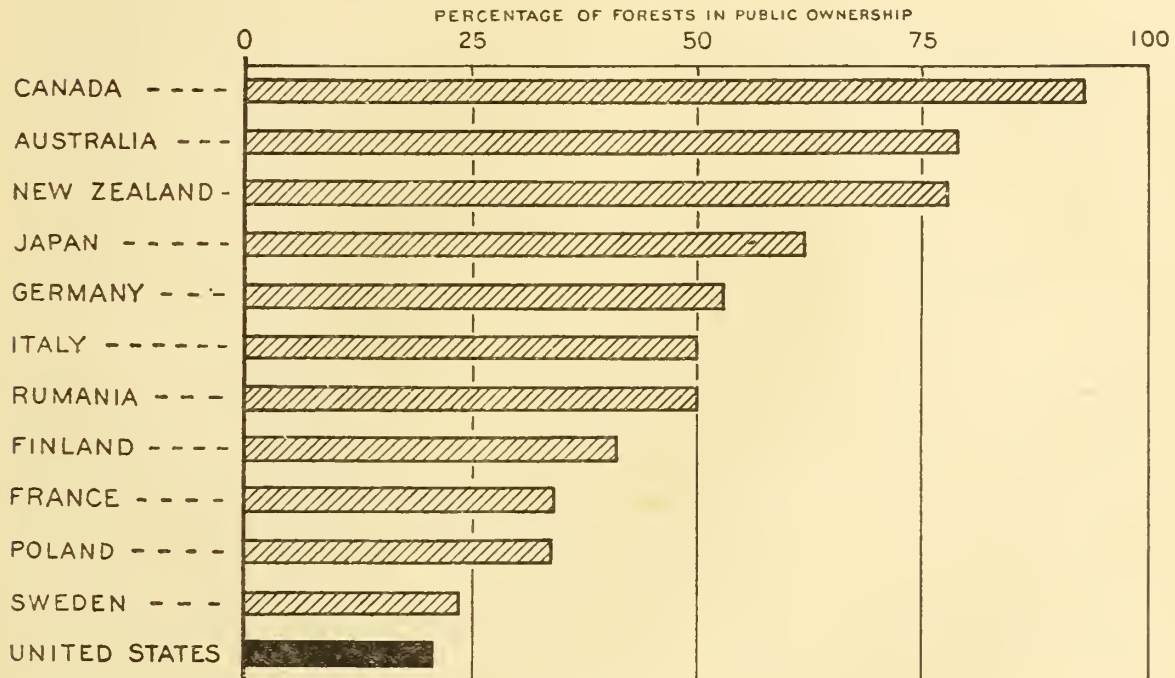 PERCENTAGE OF FORESTS IN PUBLIC OWNERSHIP
0 25 50 75 100
CANADA
AUSTRALIA
NEW ZEALAND
JAPAN
GERMANY
ITALY
RUMANIA
FINLAND
FRANCE
POLAND
SWEDEN
UNITED STATES